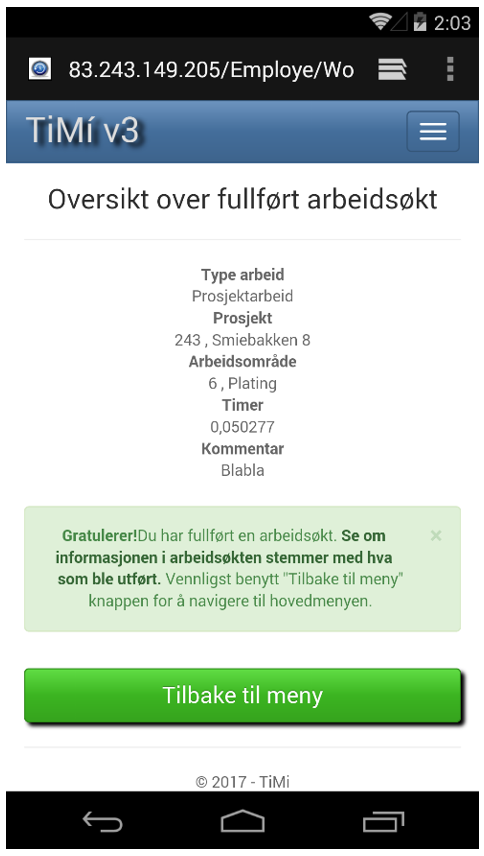 2:03
83.243.149.205/Employe/Wo
TiMí v3
Oversikt over fullført arbeidsøkt
Type arbeid
Prosjektarbeid
Prosjekt
243 , Smiebakken 8
Arbeidsområde
6 , Plating
Timer
0,050277
Kommentar
Blabla
Gratulerer!Du har fullført en arbeidsøkt. Se om ×
informasjonen i arbeidsøkten stemmer med hva
som ble utført. Vennligst benytt "Tilbake til meny"
knappen for å navigere til hovedmenyen.
Tilbake til meny
© 2017 - TiMi